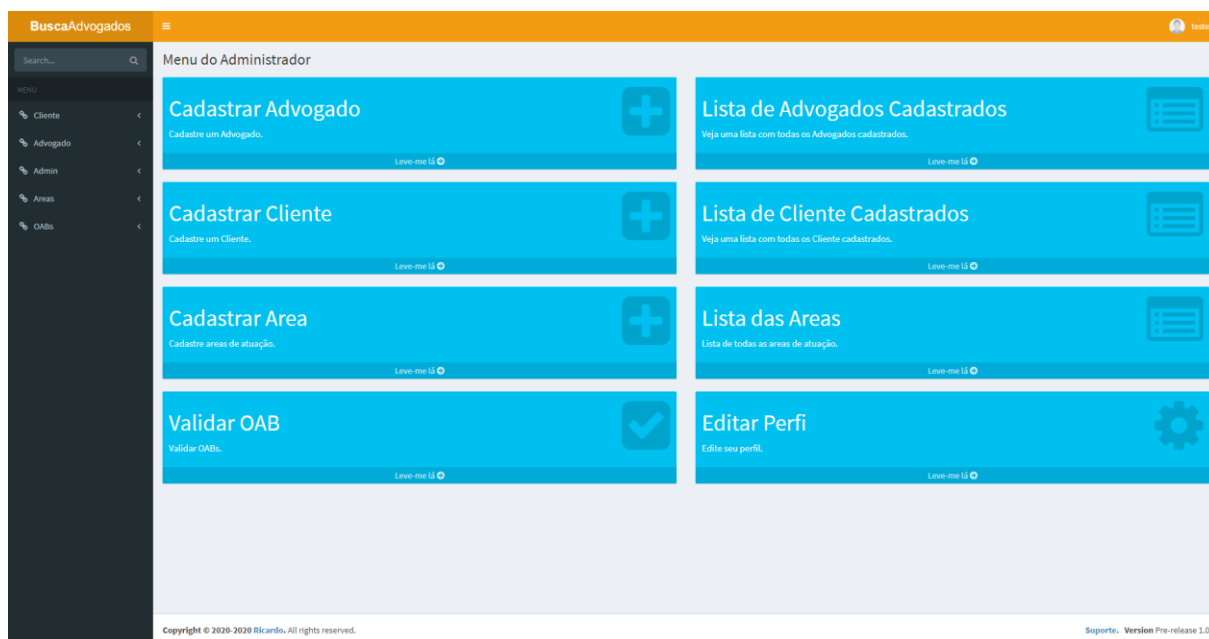 BuscaAdvogados
teste
Search...
MENU
Cliente
Advogado
Admin
Areas
OABs
Menu do Administrador
Cadastrar Advogado
Cadastre um Advogado.
Leve-me lá
Lista de Advogados Cadastrados
Veja uma lista com todas os Advogados cadastrados.
Leve-me lá
Cadastrar Cliente
Cadastre um Cliente.
Leve-me lá
Lista de Cliente Cadastrados
Veja uma lista com todas os Cliente cadastrados.
Leve-me lá
Cadastrar Area
Cadastre areas de atuação.
Leve-me lá
Lista das Areas
Lista de todas as areas de atuação.
Leve-me lá
Validar OAB
Validar OABs.
Leve-me lá
Editar Perfi
Edite seu perfil.
Leve-me lá
Copyright © 2020-2020 Ricardo. All rights reserved.
Suporte. Version Pre-release 1.0